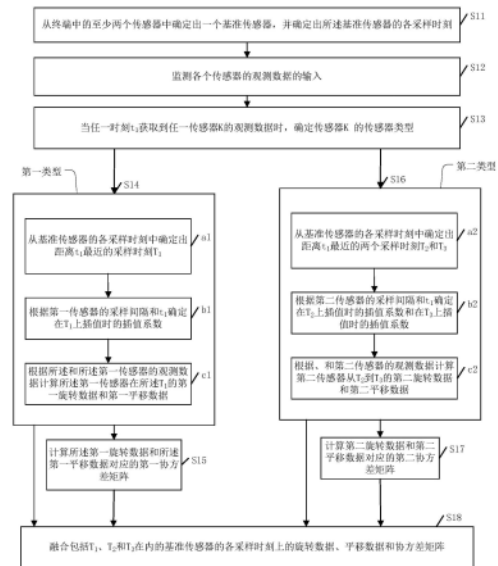 S11
从终端中的至少两个传感器中确定出一个基准传感器，并确定出所述基准传感器的各采样时刻
S12
监测各个传感器的观测数据的输入
S13
当任一时刻t₁获取到任一传感器K的观测数据时，确定传感器K 的传感器类型
第一类型
S14
从基准传感器的各采样时刻中确定出
距离t₁最近的采样时刻T₁
a1
根据第一传感器的采样间隔和t₁确定
在T₁上插值时的插值系数
b1
根据所述和所述第一传感器的观测数
据计算所述第一传感器在所述T₁的第
一旋转数据和第一平移数据
c1
计算所述第一旋转数据和所述
第一平移数据对应的第一协方
差矩阵
S15
第二类型
S16
从基准传感器的各采样时刻中确定出
距离t₁最近的两个采样时刻T₂和T₃
a2
根据第二传感器的采样间隔和t₁确定
在T₂上插值时的插值系数和在T₃上插
值时的插值系数
b2
根据、和第二传感器的观测数据计算
第二传感器从T₂到T₃的第二旋转数据
和第二平移数据
c2
计算第二旋转数据和第二
平移数据对应的第二协方
差矩阵
S17
S18
融合包括T₁、T₂和T₃在内的基准传感器的各采样时刻上的旋转数据、平移数据和协方差矩阵